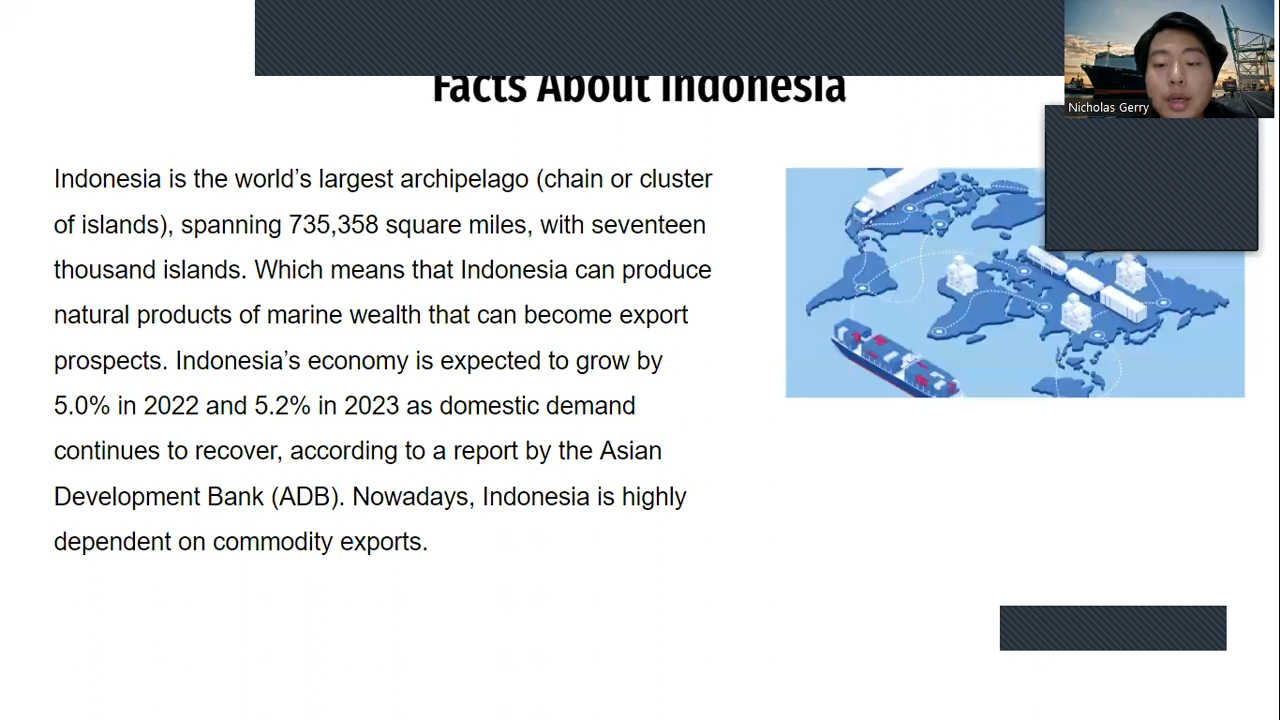 Facts About Indonesia
Nicholas Gerry
Indonesia is the world’s largest archipelago (chain or cluster
of islands), spanning 735,358 square miles, with seventeen
thousand islands. Which means that Indonesia can produce
natural products of marine wealth that can become export
prospects. Indonesia’s economy is expected to grow by
5.0% in 2022 and 5.2% in 2023 as domestic demand
continues to recover, according to a report by the Asian
Development Bank (ADB). Nowadays, Indonesia is highly
dependent on commodity exports.